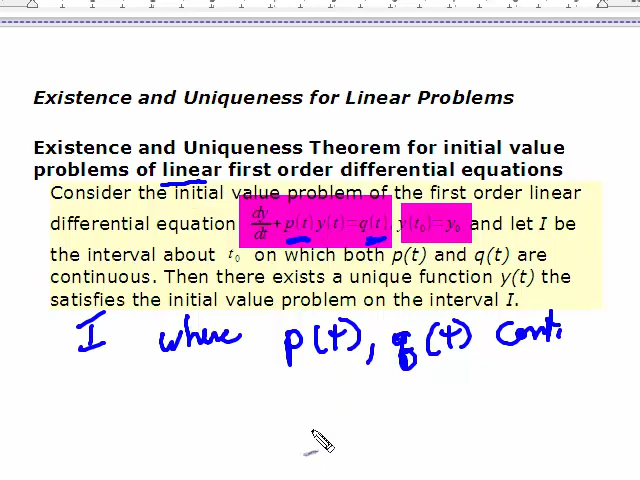 Existence and Uniqueness for Linear Problems
Existence and Uniqueness Theorem for initial value
problems of linear first order differential equations
Consider the initial value problem of the first order linear
differential equation dy/dt + p(t) y(t) = q(t), y(t₀) = y₀ and let I be
the interval about t₀ on which both p(t) and q(t) are
continuous. Then there exists a unique function y(t) the
satisfies the initial value problem on the interval I.
I where p(t), q(t) conti